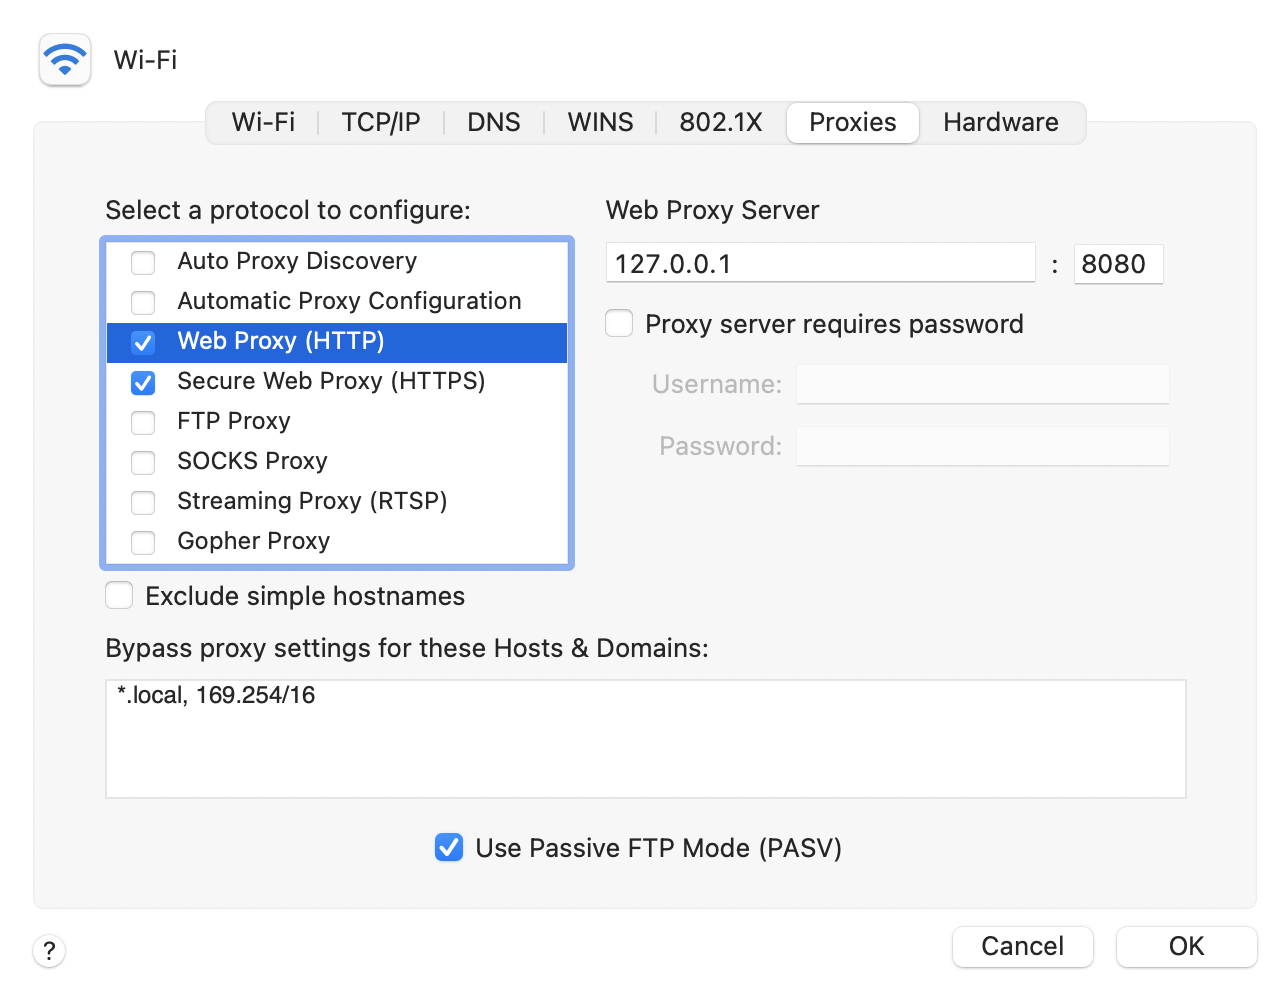 Wi-Fi
Wi-Fi TCP/IP DNS WINS 802.1X Proxies Hardware
Select a protocol to configure:
Auto Proxy Discovery
Automatic Proxy Configuration
Web Proxy (HTTP)
Secure Web Proxy (HTTPS)
FTP Proxy
SOCKS Proxy
Streaming Proxy (RTSP)
Gopher Proxy
Web Proxy Server
127.0.0.1 : 8080
Proxy server requires password
Username:
Password:
Exclude simple hostnames
Bypass proxy settings for these Hosts & Domains:
*.local, 169.254/16
Use Passive FTP Mode (PASV)
? Cancel OK